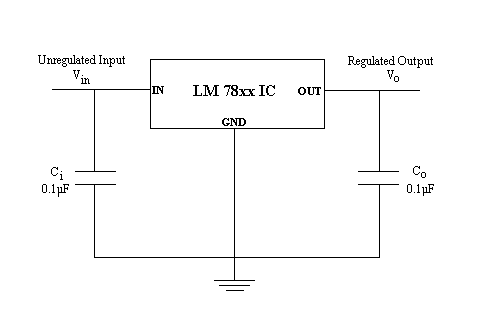 Unregulated Input
Vin
Regulated Output
Vo
IN
LM 78xx IC
OUT
GND
Ci
0.1µF
Co
0.1µF